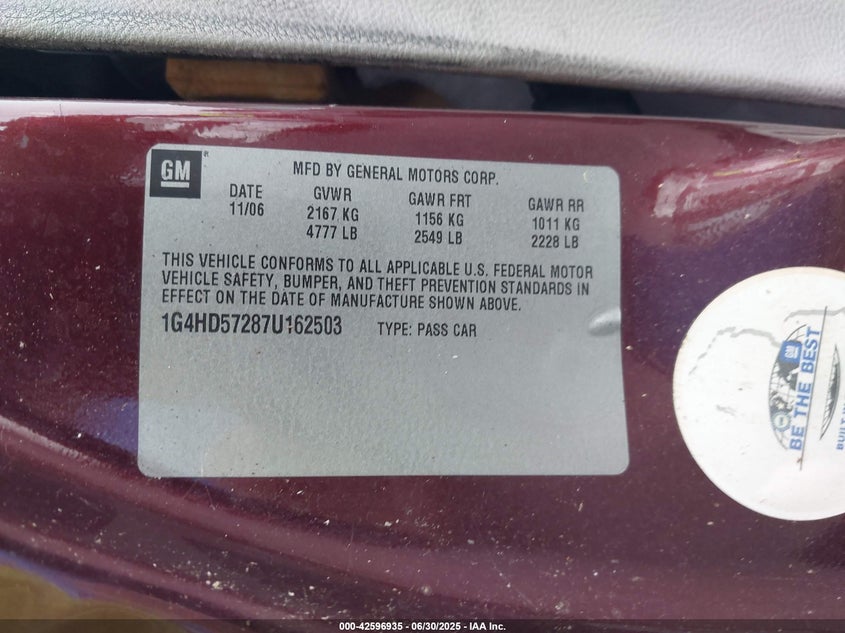 GM
MFD BY GENERAL MOTORS CORP.
DATE GVWR GAWR FRT GAWR RR
11/06 2167 KG 1156 KG 1011 KG
4777 LB 2549 LB 2228 LB
THIS VEHICLE CONFORMS TO ALL APPLICABLE U.S. FEDERAL MOTOR
VEHICLE SAFETY, BUMPER, AND THEFT PREVENTION STANDARDS IN
EFFECT ON THE DATE OF MANUFACTURE SHOWN ABOVE.
1G4HD57287U162503 TYPE: PASS CAR
BE THE BEST
BUILT
000-42596935 - 06/30/2025 - IAA Inc.